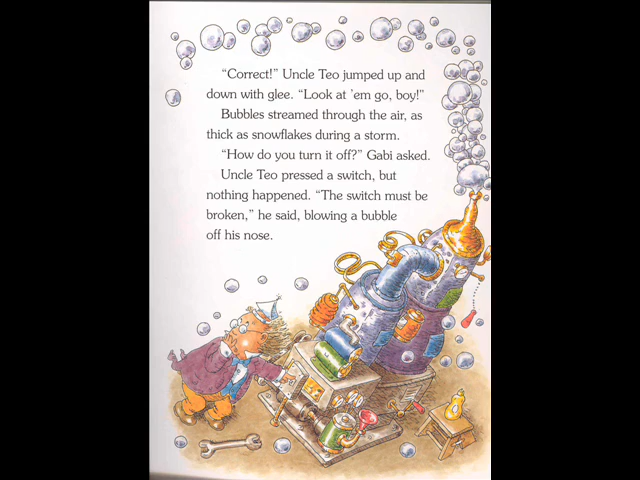 “Correct!” Uncle Teo jumped up and
down with glee. “Look at ’em go, boy!”
Bubbles streamed through the air, as
thick as snowflakes during a storm.
“How do you turn it off?” Gabi asked.
Uncle Teo pressed a switch, but
nothing happened. “The switch must be
broken,” he said, blowing a bubble
off his nose.